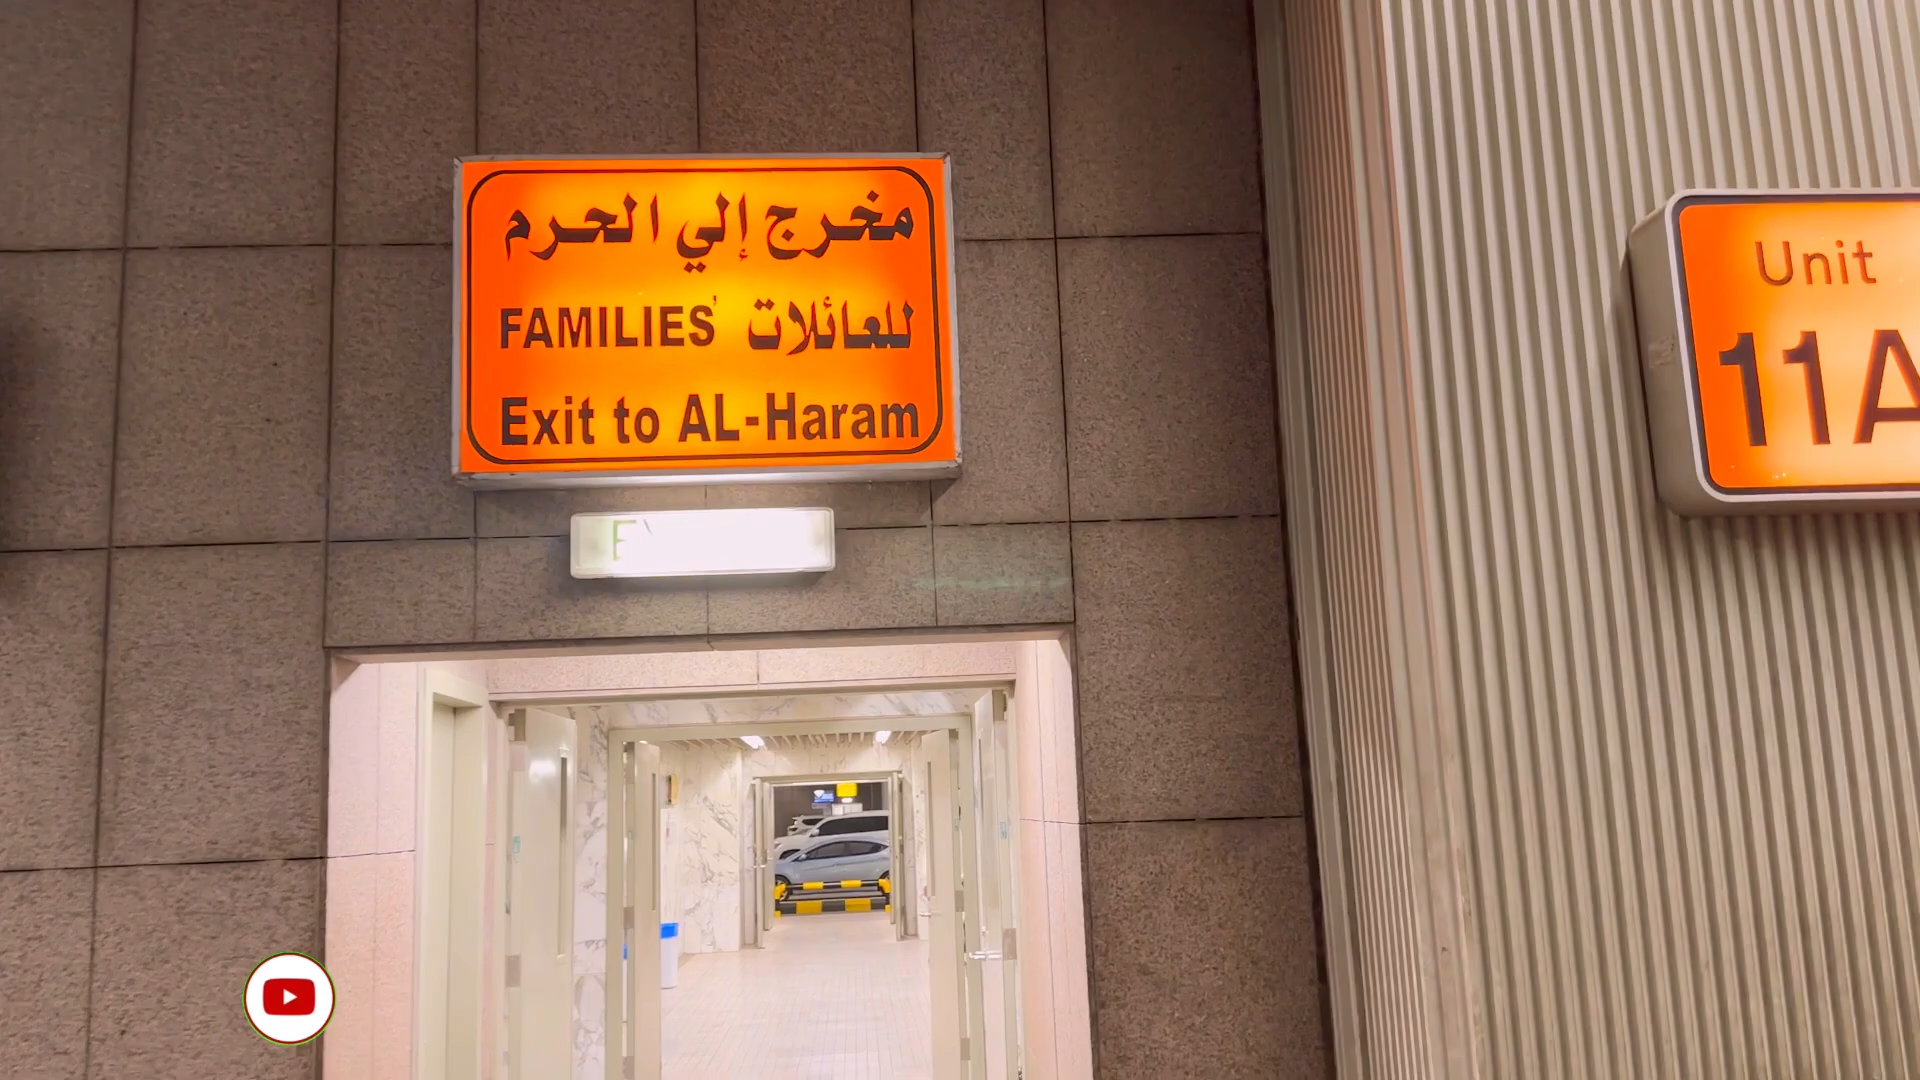 مخرج إلي الحرم
FAMILIES' للعائلات
Exit to AL-Haram
Unit
11A